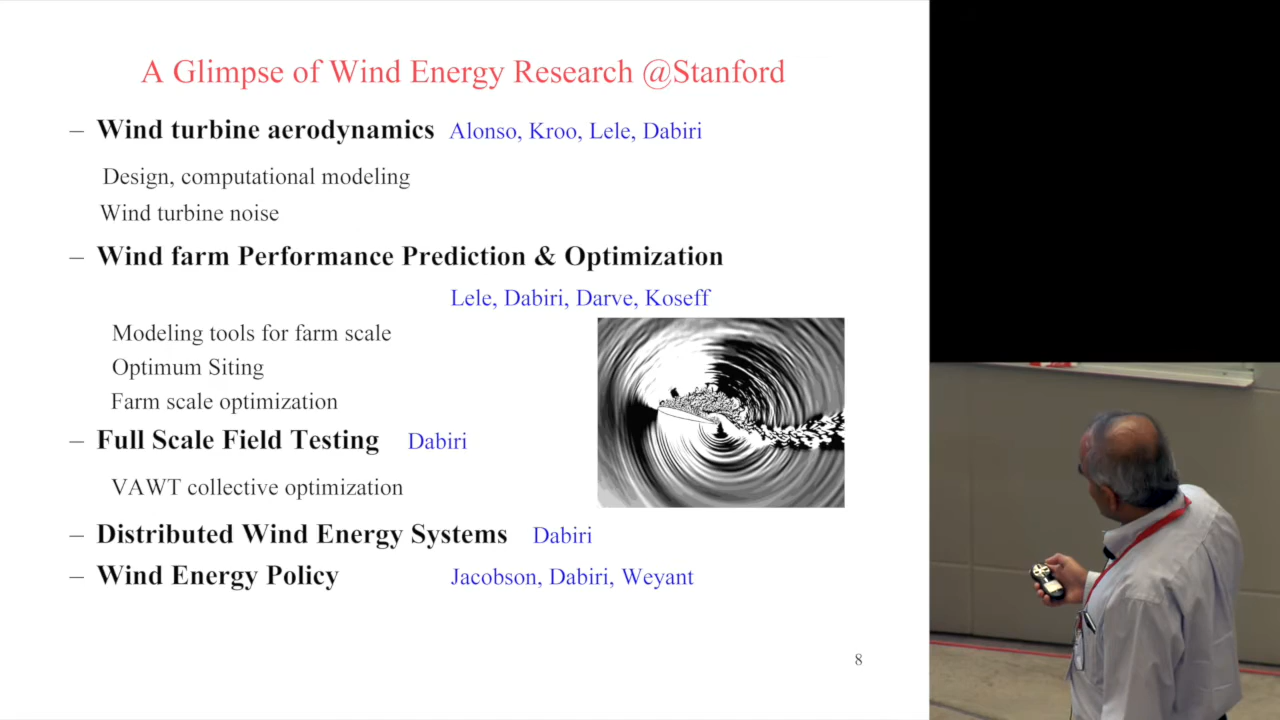 A Glimpse of Wind Energy Research @Stanford
– Wind turbine aerodynamics Alonso, Kroo, Lele, Dabiri
Design, computational modeling
Wind turbine noise
– Wind farm Performance Prediction & Optimization
Lele, Dabiri, Darve, Koseff
Modeling tools for farm scale
Optimum Siting
Farm scale optimization
– Full Scale Field Testing Dabiri
VAWT collective optimization
– Distributed Wind Energy Systems Dabiri
– Wind Energy Policy Jacobson, Dabiri, Weyant
8